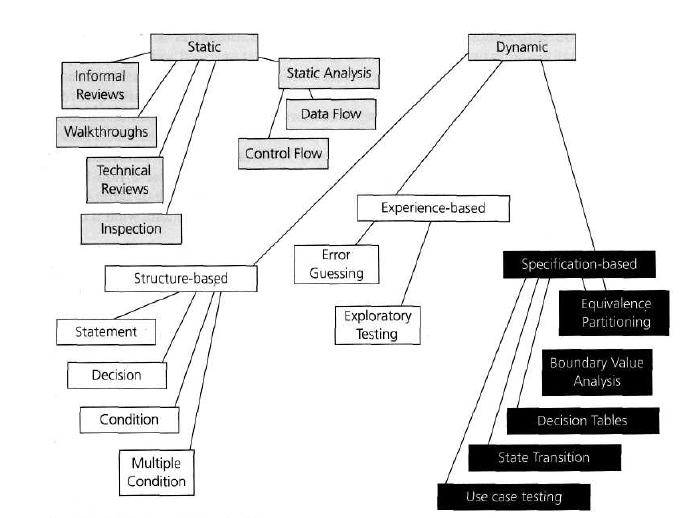 Static
Dynamic
Informal
Reviews
Static Analysis
Walkthroughs
Data Flow
Control Flow
Technical
Reviews
Inspection
Experience-based
Structure-based
Error
Guessing
Specification-based
Statement
Exploratory
Testing
Equivalence
Partitioning
Decision
Boundary Value
Analysis
Condition
Decision Tables
Multiple
Condition
State Transition
Use case testing